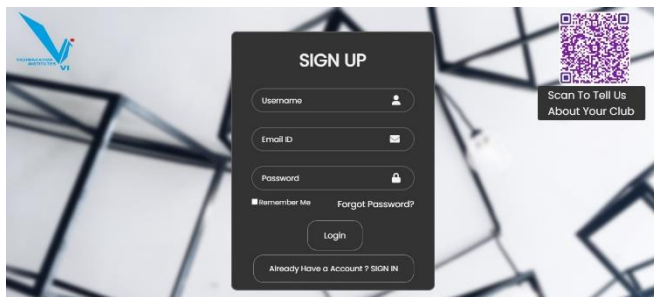 VI
SIGN UP
Username
Email ID
Password
Remember Me
Forgot Password?
Login
Already Have a Account ? SIGN IN
Scan To Tell Us
About Your Club